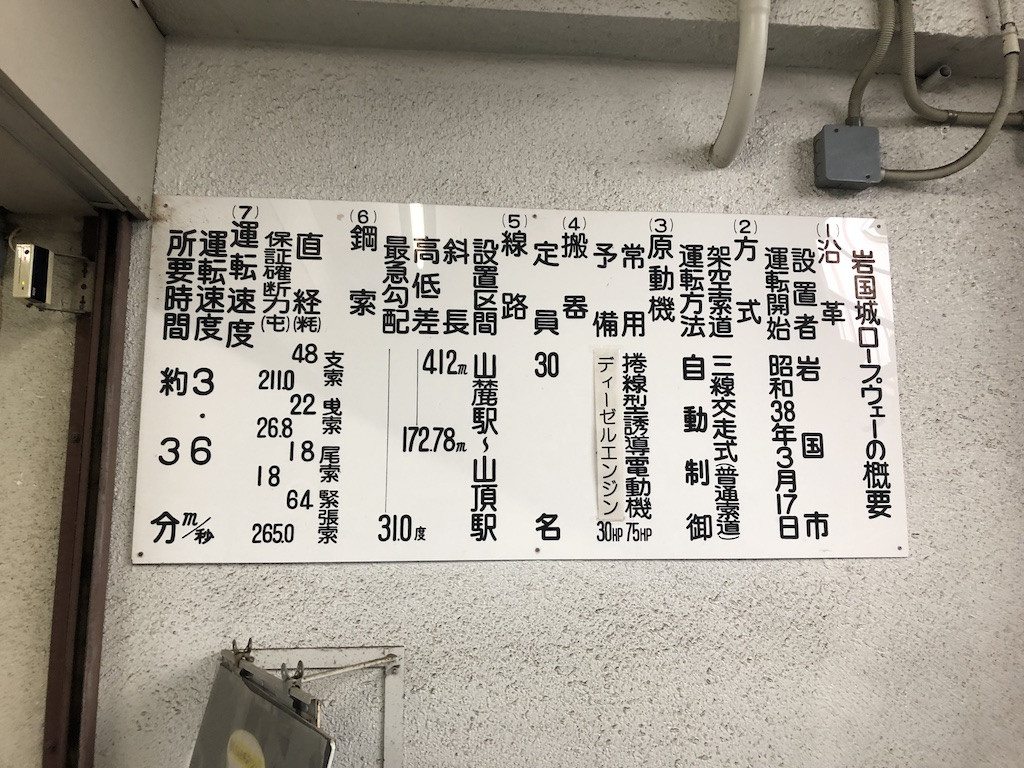 岩国城ロープウェーの概要
(1)沿革
設置者 岩国市
運転開始 昭和38年3月17日
(2)方式
架空索道 三線交走式(普通索道)
運転方法 自動制御
(3)原動機
常用 捲線型誘導電動機 75HP
予備 ディーゼルエンジン 30HP
(4)搬器
定員 30名
(5)線路
設置区間 山麓駅〜山頂駅
斜長 412m
高低差 172.78m
最急勾配 31.0度
(6)鋼索
支索 曳索 尾索 緊張索
直径(粍) 48 22 18 64
保証確断力(屯) 211.0 26.8 18 265.0
(7)運転速度
運転速度 3.6m/秒
所要時間 約3分